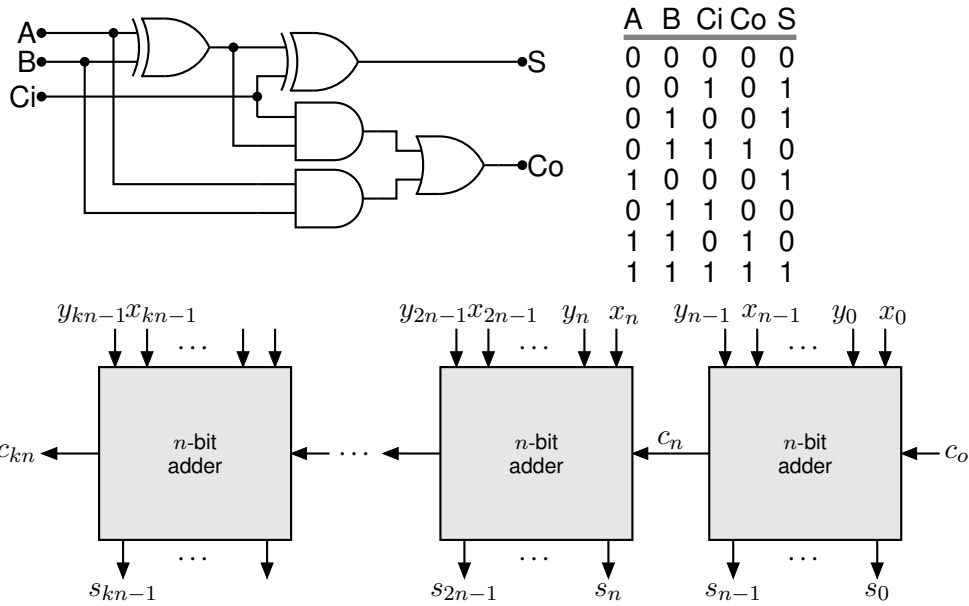 A B Ci Co S
A
B
Ci
S
Co
0 0 0 0 0
0 0 1 0 1
0 1 0 0 1
0 1 1 1 0
1 0 0 0 1
0 1 1 0 0
1 1 0 1 0
1 1 1 1 1
y_{kn−1} x_{kn−1} ⋯ y_{2n−1} x_{2n−1} ⋯ y_n x_n y_{n−1} x_{n−1} ⋯ y_0 x_0
n-bit adder
n-bit adder
n-bit adder
c_{kn} ⋯ c_n c_o
s_{kn−1} ⋯ s_{2n−1} ⋯ s_n s_{n−1} ⋯ s_0